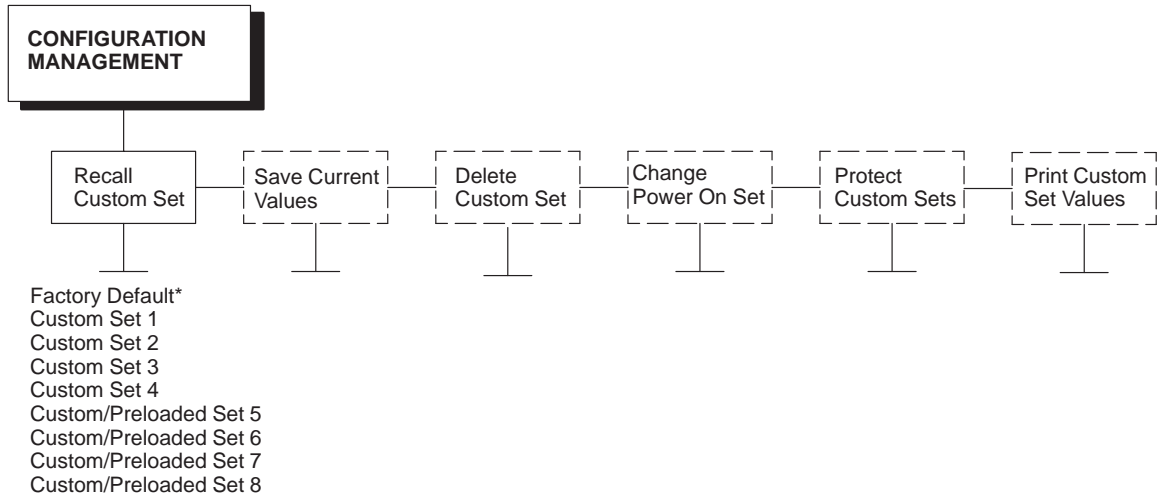 CONFIGURATION
MANAGEMENT
Recall
Custom Set
Save Current
Values
Delete
Custom Set
Change
Power On Set
Protect
Custom Sets
Print Custom
Set Values
Factory Default*
Custom Set 1
Custom Set 2
Custom Set 3
Custom Set 4
Custom/Preloaded Set 5
Custom/Preloaded Set 6
Custom/Preloaded Set 7
Custom/Preloaded Set 8